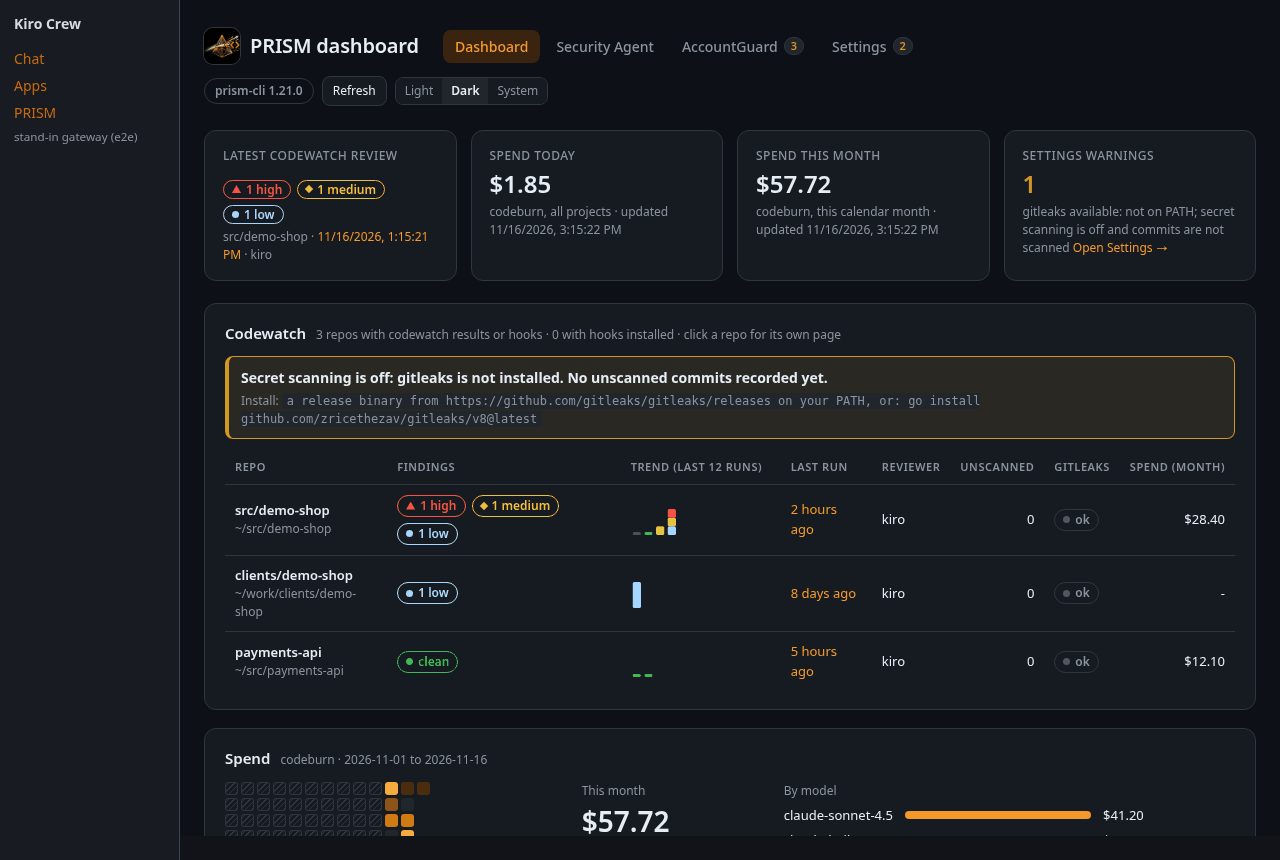 Kiro Crew
Chat
Apps
PRISM
stand-in gateway (e2e)
PRISM dashboard
Dashboard
Security Agent
AccountGuard 3
Settings 2
prism-cli 1.21.0
Refresh
Light
Dark
System
LATEST CODEWATCH REVIEW
1 high
1 medium
1 low
src/demo-shop · 11/16/2026, 1:15:21
PM · kiro
SPEND TODAY
$1.85
codeburn, all projects · updated
11/16/2026, 3:15:22 PM
SPEND THIS MONTH
$57.72
codeburn, this calendar month ·
updated 11/16/2026, 3:15:22 PM
SETTINGS WARNINGS
1
gitleaks available: not on PATH; secret
scanning is off and commits are not
scanned Open Settings →
Codewatch 3 repos with codewatch results or hooks · 0 with hooks installed · click a repo for its own page
Secret scanning is off: gitleaks is not installed. No unscanned commits recorded yet.
Install: a release binary from https://github.com/gitleaks/gitleaks/releases on your PATH, or: go install
github.com/zricethezav/gitleaks/v8@latest
REPO FINDINGS TREND (LAST 12 RUNS) LAST RUN REVIEWER UNSCANNED GITLEAKS SPEND (MONTH)
src/demo-shop
~/src/demo-shop
1 high
1 medium
1 low
2 hours
ago
kiro
0
ok
$28.40
clients/demo-shop
~/work/clients/demo-
shop
1 low
8 days ago
kiro
0
ok
-
payments-api
~/src/payments-api
clean
5 hours
ago
kiro
0
ok
$12.10
Spend codeburn · 2026-11-01 to 2026-11-16
This month
$57.72
By model
claude-sonnet-4.5 $41.20